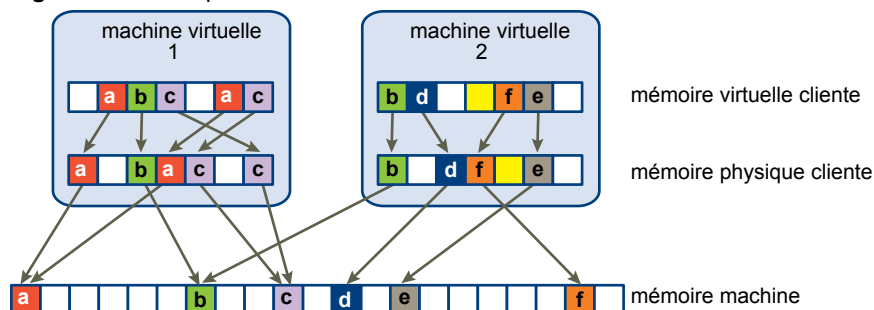 machine virtuelle
1
machine virtuelle
2
a b c a c
b d f e
mémoire virtuelle cliente
a b a c c
b d f e
mémoire physique cliente
a b c d e f
mémoire machine